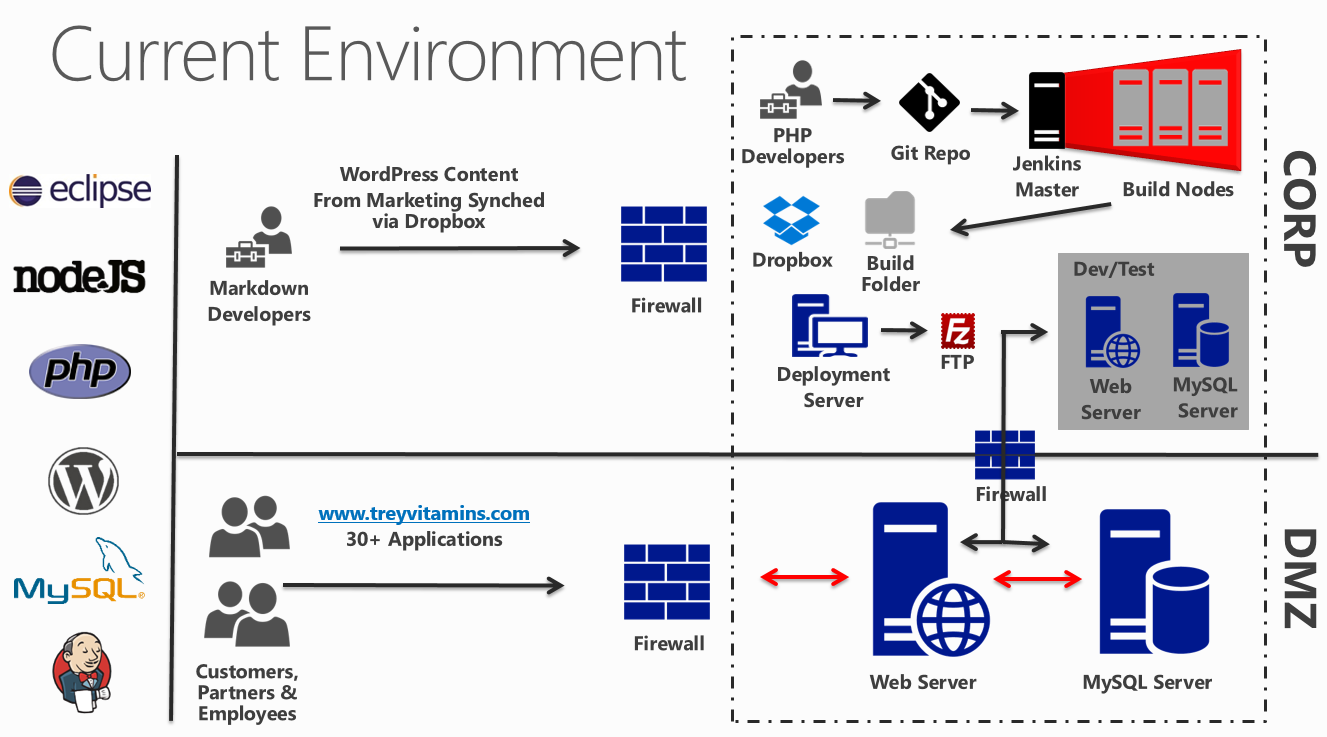 Current Environment
eclipse
nodeJS
php
W
MySQL®
WordPress Content
From Marketing Synched
via Dropbox
Markdown
Developers
Firewall
PHP
Developers
Git Repo
Jenkins
Master
Build Nodes
Dropbox
Build
Folder
Deployment
Server
Fz
FTP
Dev/Test
Web
Server
MySQL
Server
CORP
Firewall
www.treyvitamins.com
30+ Applications
Customers,
Partners &
Employees
Firewall
Web Server
MySQL Server
DMZ